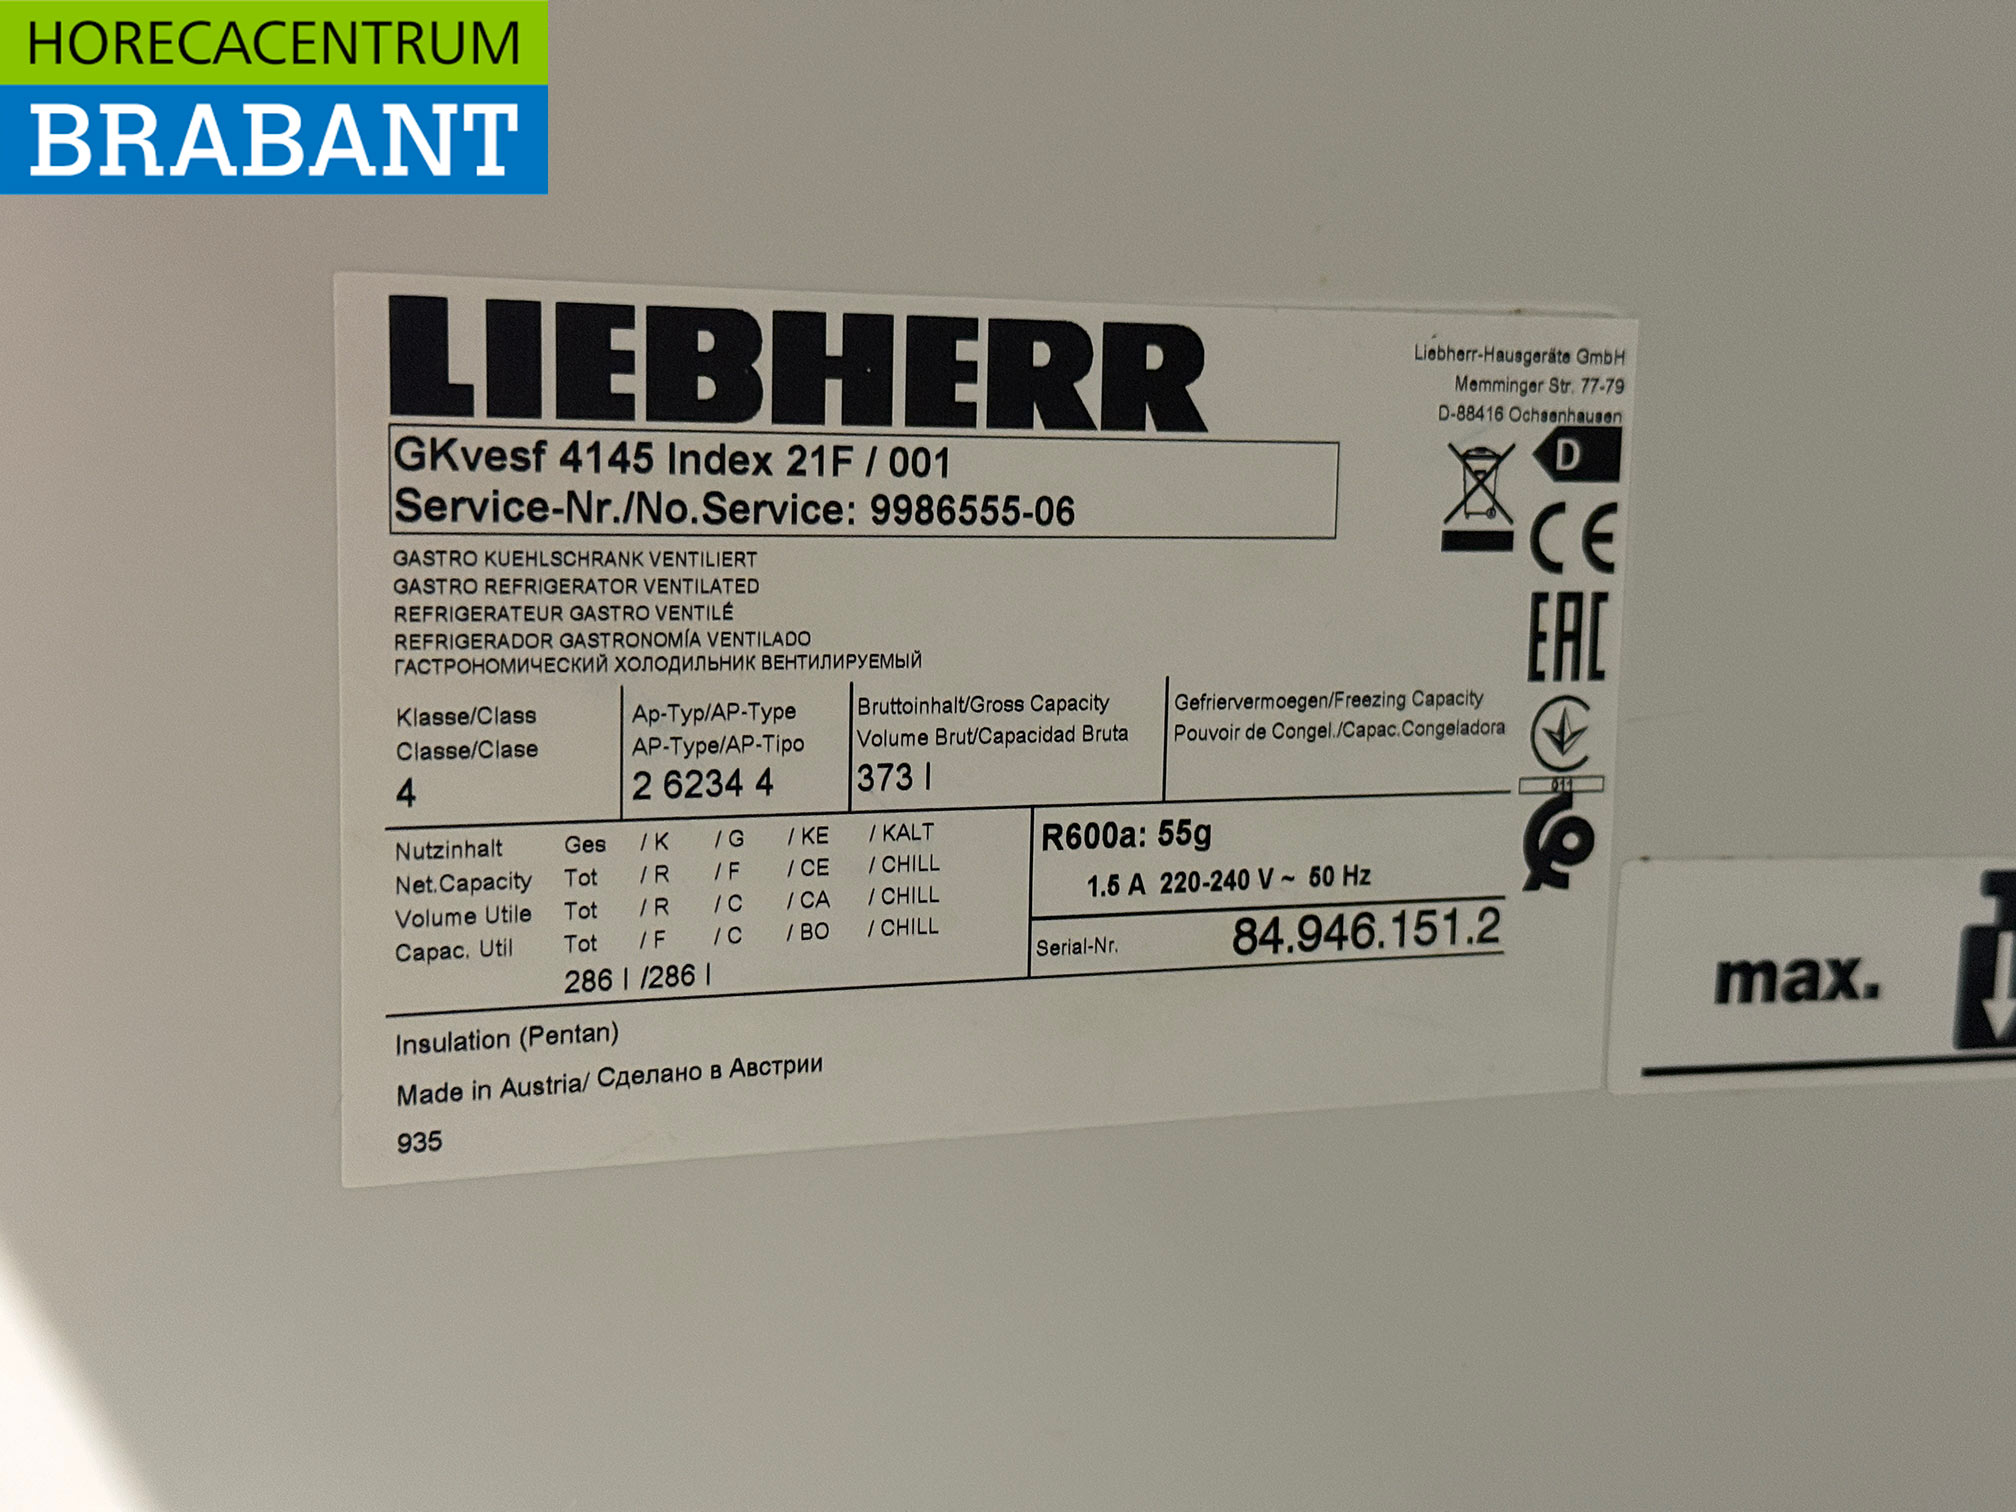 HORECACENTRUM
BRABANT
LIEBHERR
Liebherr-Hausgeräte GmbH
Memminger Str. 77-79
D-88416 Ochsenhausen
GKvesf 4145 Index 21F / 001
Service-Nr./No.Service: 9986555-06
D
CE
GASTRO KUEHLSCHRANK VENTILIERT
GASTRO REFRIGERATOR VENTILATED
REFRIGERATEUR GASTRO VENTILÉ
REFRIGERADOR GASTRONOMÍA VENTILADO
ГАСТРОНОМИЧЕСКИЙ ХОЛОДИЛЬНИК ВЕНТИЛИРУЕМЫЙ
EAC
Klasse/Class
Classe/Clase
4
Ap-Typ/AP-Type
AP-Type/AP-Tipo
2 6234 4
Bruttoinhalt/Gross Capacity
Volume Brut/Capacidad Bruta
373 l
Gefriervermoegen/Freezing Capacity
Pouvoir de Congel./Capac.Congeladora
011
Nutzinhalt Ges / K / G / KE / KALT
Net.Capacity Tot / R / F / CE / CHILL
Volume Utile Tot / R / C / CA / CHILL
Capac. Util Tot / F / C / BO / CHILL
286 l /286 l
R600a: 55g
1.5 A 220-240 V ~ 50 Hz
Serial-Nr. 84.946.151.2
Insulation (Pentan)
Made in Austria/ Сделано в Австрии
935
max.